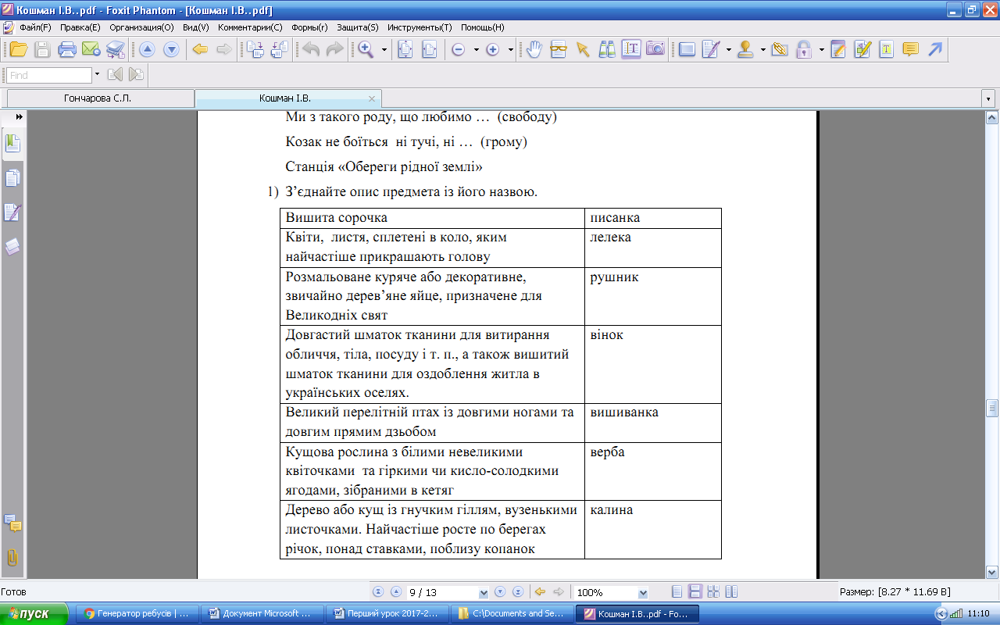 Кошман І.В..pdf - Foxit Phantom - [Кошман І.В..pdf]
Файл(F) Правка(E) Организация(O) Вид(V) Комментарии(C) Формы(r) Защита(S) Инструменты(T) Помощь(H)
Find
Гончарова С.Л. Кошман І.В.
Ми з такого роду, що любимо … (свободу)
Козак не боїться ні тучі, ні … (грому)
Станція «Обереги рідної землі»
1) З’єднайте опис предмета із його назвою.
Вишита сорочка писанка
Квіти, листя, сплетені в коло, яким лелека
найчастіше прикрашають голову
Розмальоване куряче або декоративне, рушник
звичайно дерев’яне яйце, призначене для
Великодніх свят
Довгастий шматок тканини для витирання вінок
обличчя, тіла, посуду і т. п., а також вишитий
шматок тканини для оздоблення житла в
українських оселях.
Великий перелітній птах із довгими ногами та вишиванка
довгим прямим дзьобом
Кущова рослина з білими невеликими верба
квіточками та гіркими чи кисло-солодкими
ягодами, зібраними в кетяг
Дерево або кущ із гнучким гіллям, вузенькими калина
листочками. Найчастіше росте по берегах
річок, понад ставками, поблизу копанок
Готов 9 / 13 100% Размер: [8.27 * 11.69 В]
пуск Генератор ребусів | ... Документ Microsoft ... Перший урок 2017-2... C:\Documents and Se... Кошман І.В..pdf - Fo... 11:10